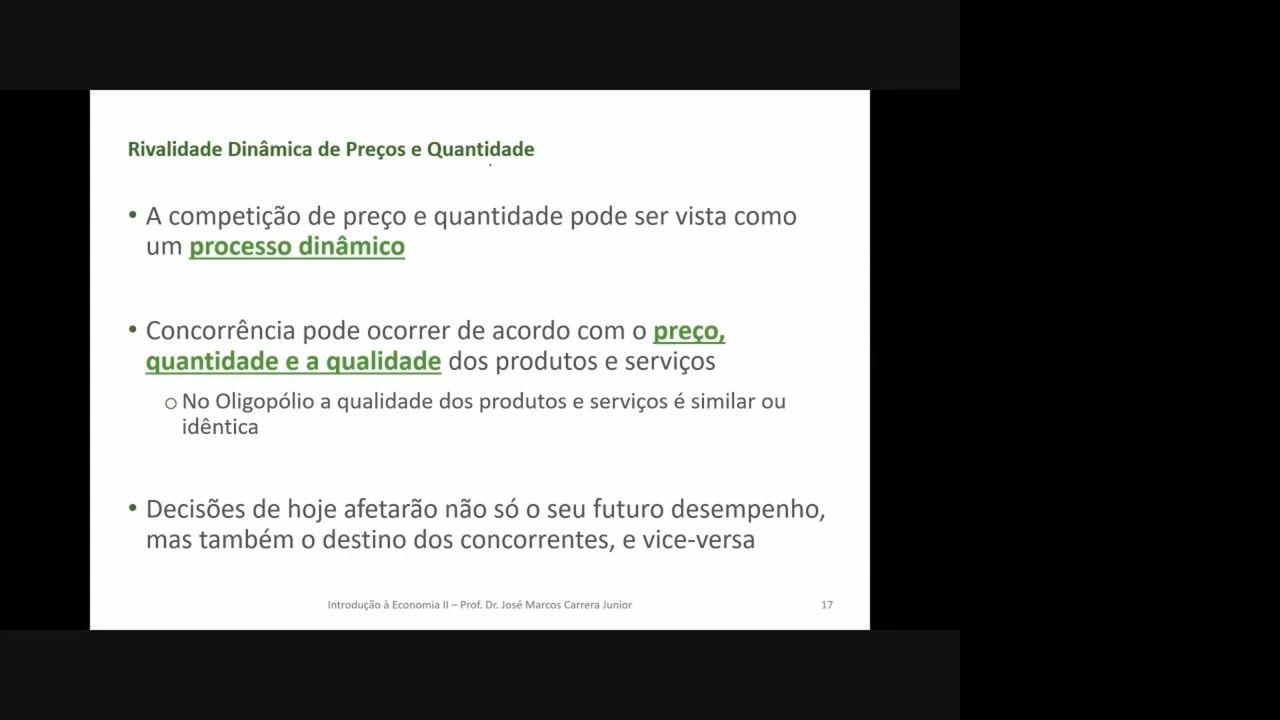 Rivalidade Dinâmica de Preços e Quantidade
• A competição de preço e quantidade pode ser vista como
um processo dinâmico
• Concorrência pode ocorrer de acordo com o preço,
quantidade e a qualidade dos produtos e serviços
o No Oligopólio a qualidade dos produtos e serviços é similar ou
idêntica
• Decisões de hoje afetarão não só o seu futuro desempenho,
mas também o destino dos concorrentes, e vice-versa
Introdução à Economia II – Prof. Dr. José Marcos Carrera Junior
17